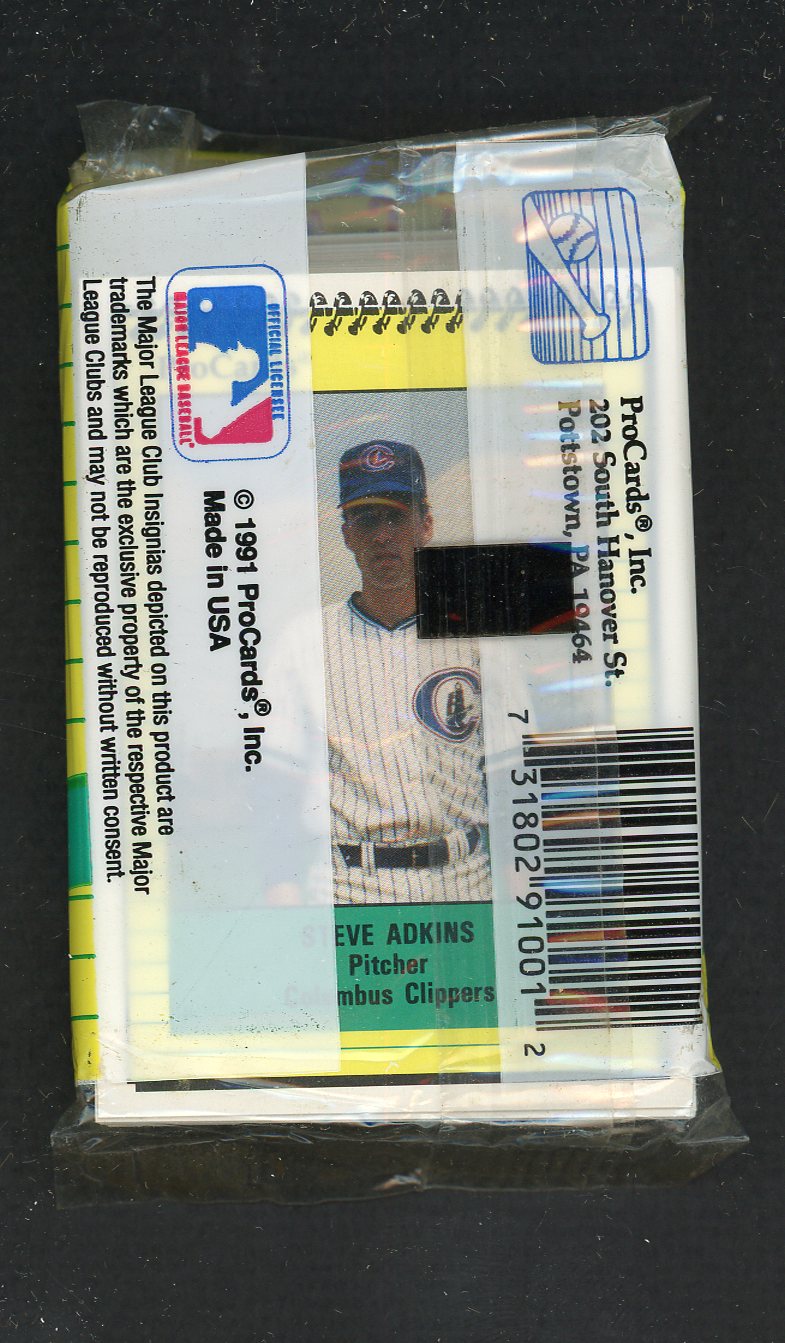 ProCards®, Inc.
202 South Hanover St.
Pottstown, PA 19464
7 31802 91001 2
OFFICIAL LICENSEE
MAJOR LEAGUE BASEBALL
© 1991 ProCards®, Inc.
Made in USA
The Major League Club Insignias depicted on this product are
trademarks which are the exclusive property of the respective Major
League Clubs and may not be reproduced without written consent.
ProCards
C
C
STEVE ADKINS
Pitcher
Columbus Clippers